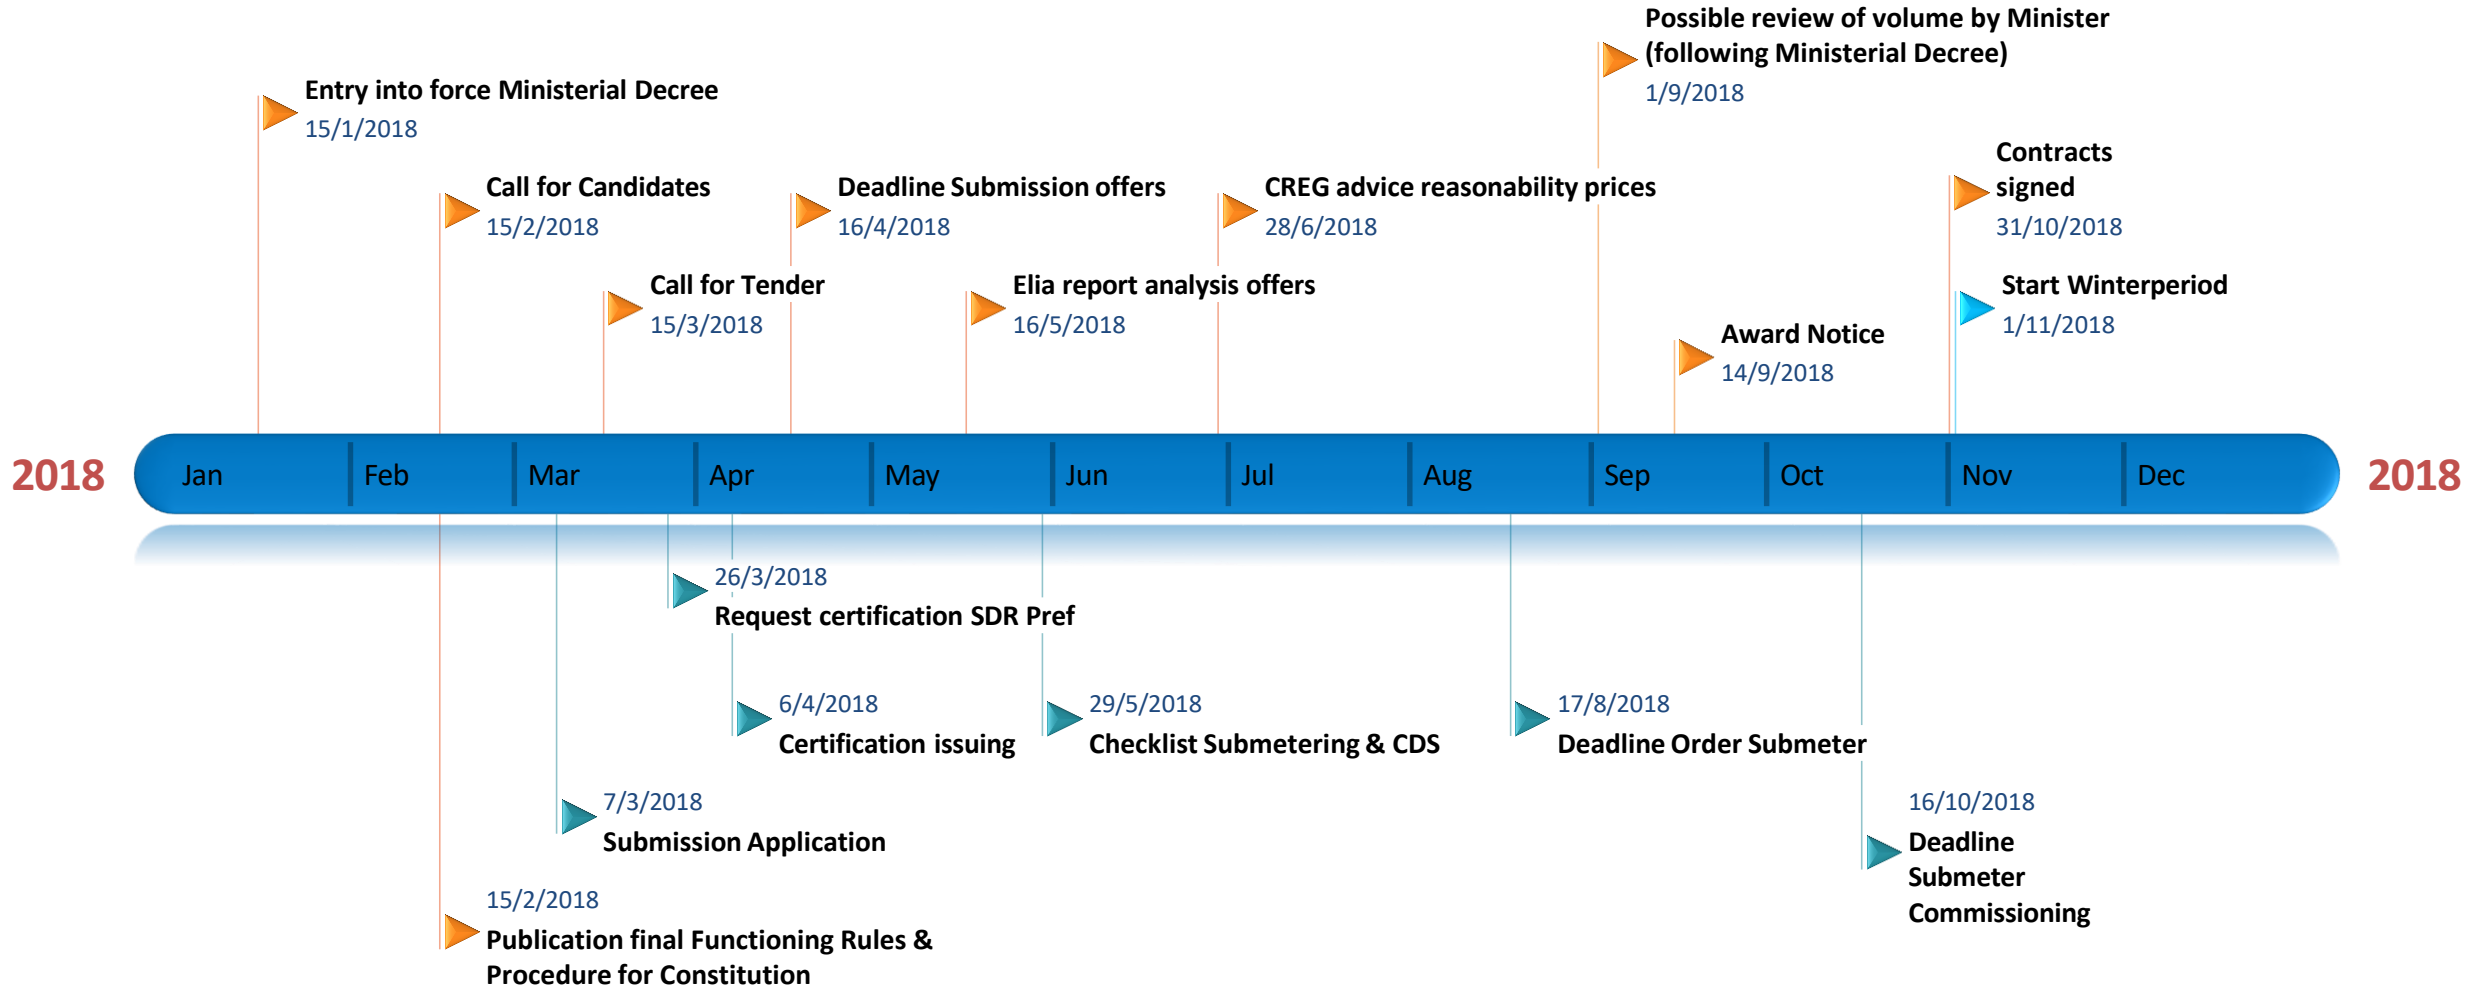 Possible review of volume by Minister
(following Ministerial Decree)
1/9/2018
Entry into force Ministerial Decree
15/1/2018
Contracts
signed
31/10/2018
Call for Candidates
15/2/2018
Deadline Submission offers
16/4/2018
CREG advice reasonability prices
28/6/2018
Call for Tender
15/3/2018
Elia report analysis offers
16/5/2018
Start Winterperiod
1/11/2018
Award Notice
14/9/2018
2018 Jan Feb Mar Apr May Jun Jul Aug Sep Oct Nov Dec 2018
26/3/2018
Request certification SDR Pref
6/4/2018
Certification issuing
29/5/2018
Checklist Submetering & CDS
17/8/2018
Deadline Order Submeter
7/3/2018
Submission Application
16/10/2018
Deadline
Submeter
Commissioning
15/2/2018
Publication final Functioning Rules &
Procedure for Constitution